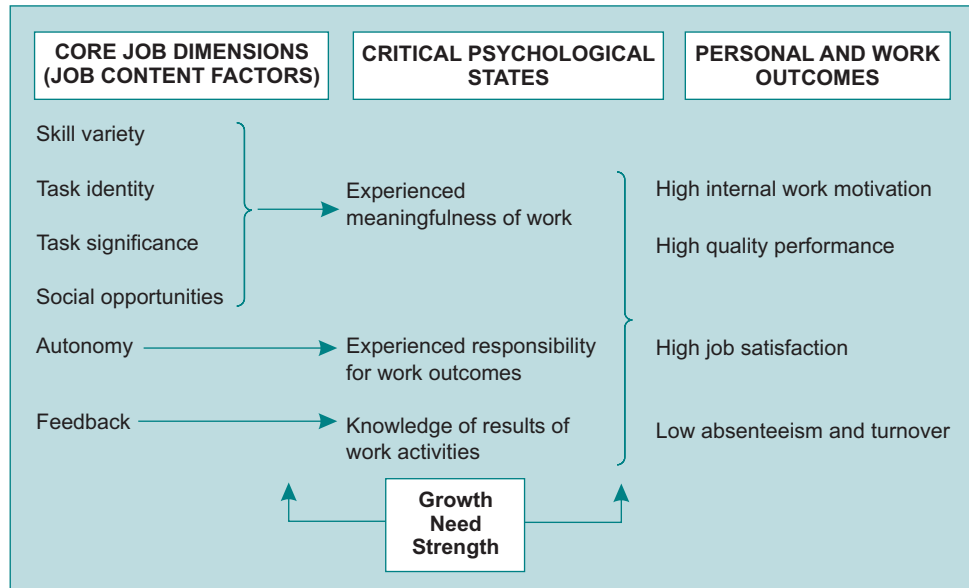 CORE JOB DIMENSIONS
(JOB CONTENT FACTORS)
CRITICAL PSYCHOLOGICAL
STATES
PERSONAL AND WORK
OUTCOMES
Skill variety
Task identity
Task significance
Social opportunities
Autonomy
Feedback
Experienced
meaningfulness of work
Experienced responsibility
for work outcomes
Knowledge of results of
work activities
High internal work motivation
High quality performance
High job satisfaction
Low absenteeism and turnover
Growth
Need
Strength